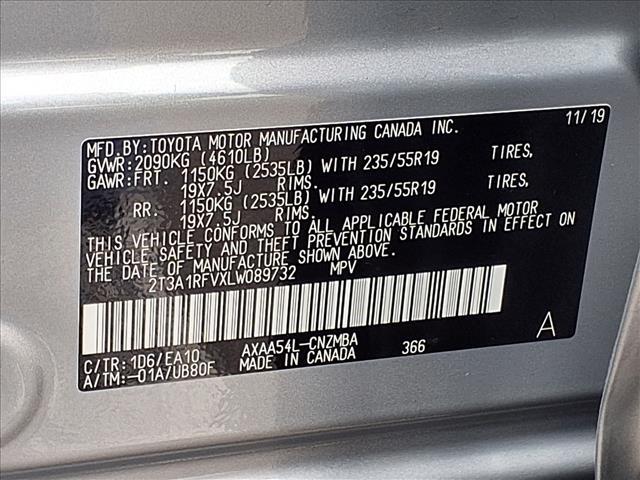 MFD.BY:TOYOTA MOTOR MANUFACTURING CANADA INC. 11/19
GVWR:2090KG (4610LB)
GAWR:FRT. 1150KG (2535LB) WITH 235/55R19 TIRES,
19X7.5J RIMS.
RR. 1150KG (2535LB) WITH 235/55R19 TIRES,
19X7.5J RIMS.
THIS VEHICLE CONFORMS TO ALL APPLICABLE FEDERAL MOTOR
VEHICLE SAFETY AND THEFT PREVENTION STANDARDS IN EFFECT ON
THE DATE OF MANUFACTURE SHOWN ABOVE.
2T3A1RFVXLW089732 MPV
A
C/TR:1D6/EA10 AXAA54L-CNZMBA 366
A/TM:-01A/UB80F MADE IN CANADA